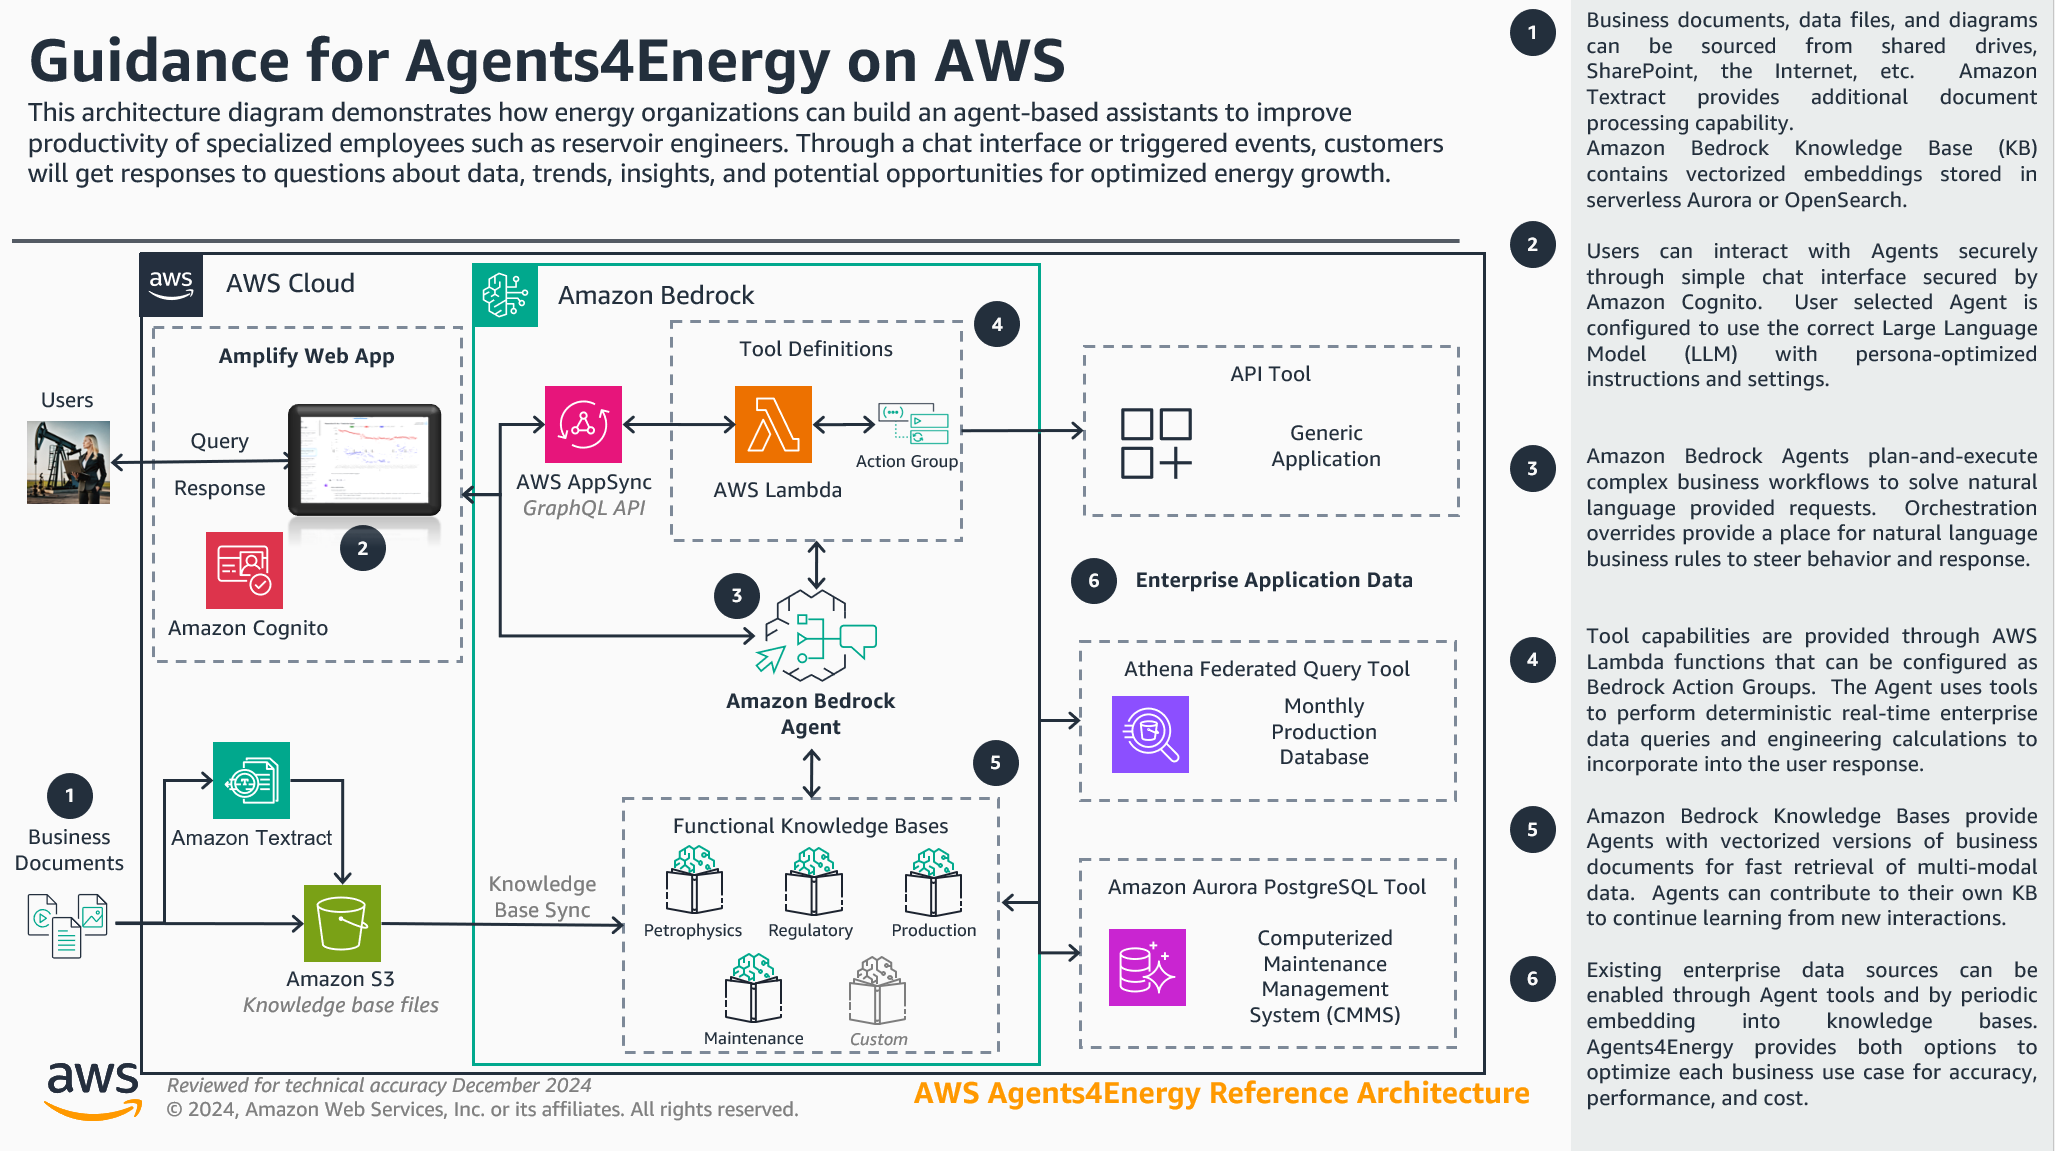 Guidance for Agents4Energy on AWS
This architecture diagram demonstrates how energy organizations can build an agent-based assistants to improve
productivity of specialized employees such as reservoir engineers. Through a chat interface or triggered events, customers
will get responses to questions about data, trends, insights, and potential opportunities for optimized energy growth.
aws
AWS Cloud
Amplify Web App
Users
Query
Response
2
Amazon Cognito
Amazon Bedrock
4
Tool Definitions
AWS AppSync
GraphQL API
AWS Lambda
Action Group
3
Amazon Bedrock
Agent
API Tool
Generic
Application
6
Enterprise Application Data
Athena Federated Query Tool
Monthly
Production
Database
Amazon Aurora PostgreSQL Tool
Computerized
Maintenance
Management
System (CMMS)
1
Business
Documents
Amazon Textract
Amazon S3
Knowledge base files
Knowledge
Base Sync
5
Functional Knowledge Bases
Petrophysics
Regulatory
Production
Maintenance
Custom
aws
Reviewed for technical accuracy December 2024
© 2024, Amazon Web Services, Inc. or its affiliates. All rights reserved.
AWS Agents4Energy Reference Architecture
1
Business documents, data files, and diagrams
can be sourced from shared drives,
SharePoint, the Internet, etc. Amazon
Textract provides additional document
processing capability.
Amazon Bedrock Knowledge Base (KB)
contains vectorized embeddings stored in
serverless Aurora or OpenSearch.
2
Users can interact with Agents securely
through simple chat interface secured by
Amazon Cognito. User selected Agent is
configured to use the correct Large Language
Model (LLM) with persona-optimized
instructions and settings.
3
Amazon Bedrock Agents plan-and-execute
complex business workflows to solve natural
language provided requests. Orchestration
overrides provide a place for natural language
business rules to steer behavior and response.
4
Tool capabilities are provided through AWS
Lambda functions that can be configured as
Bedrock Action Groups. The Agent uses tools
to perform deterministic real-time enterprise
data queries and engineering calculations to
incorporate into the user response.
5
Amazon Bedrock Knowledge Bases provide
Agents with vectorized versions of business
documents for fast retrieval of multi-modal
data. Agents can contribute to their own KB
to continue learning from new interactions.
6
Existing enterprise data sources can be
enabled through Agent tools and by periodic
embedding into knowledge bases.
Agents4Energy provides both options to
optimize each business use case for accuracy,
performance, and cost.